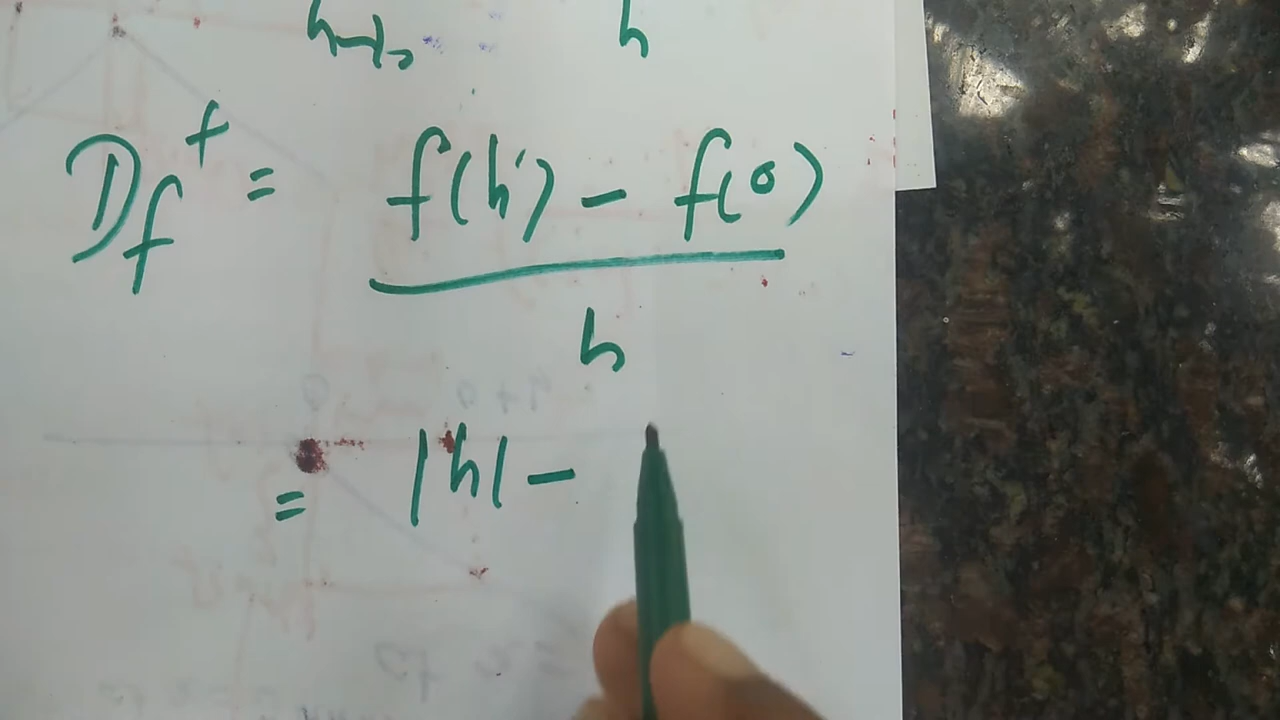 h→0 h
Df⁺ = f(h) - f(0)
h
= |h| -